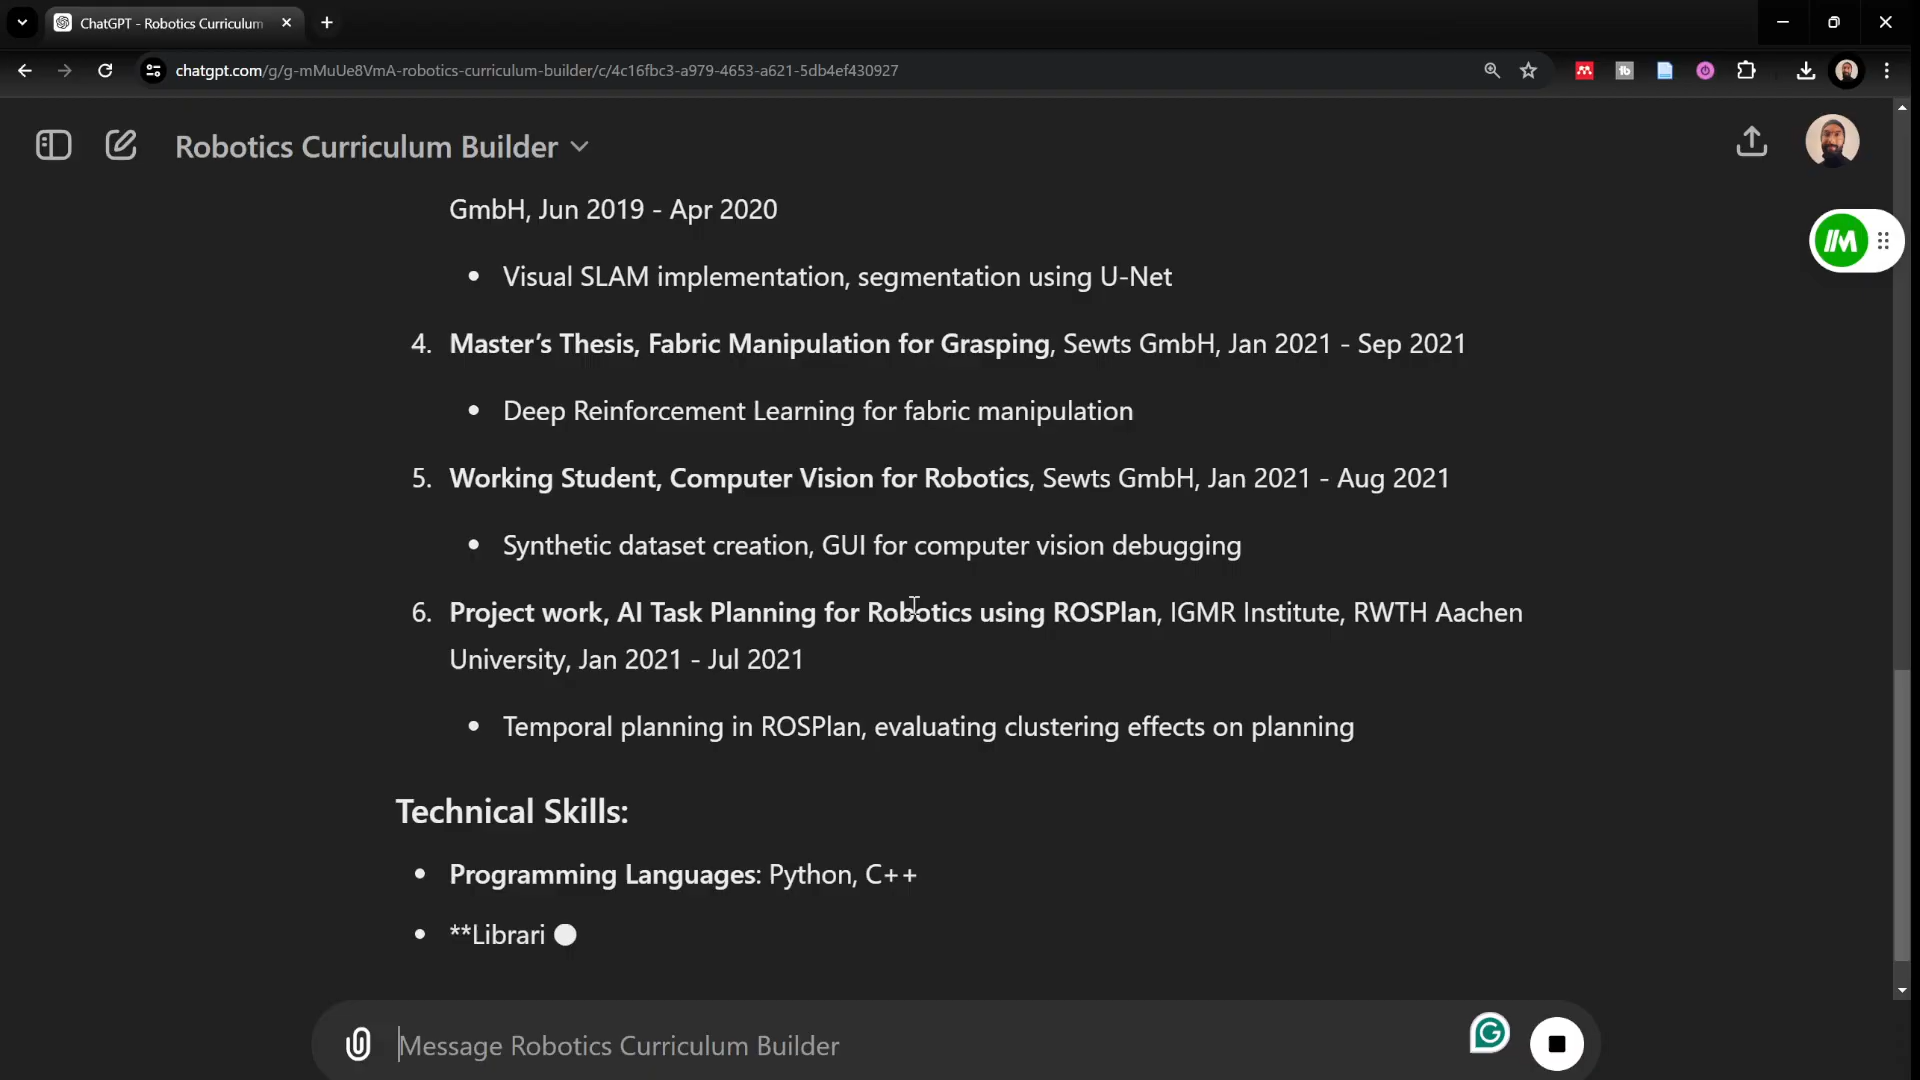 ChatGPT - Robotics Curriculum
chatgpt.com/g/g-mMuUe8VmA-robotics-curriculum-builder/c/4c16fbc3-a979-4653-a621-5db4ef430927
Robotics Curriculum Builder
GmbH, Jun 2019 - Apr 2020
• Visual SLAM implementation, segmentation using U-Net
4. Master’s Thesis, Fabric Manipulation for Grasping, Sewts GmbH, Jan 2021 - Sep 2021
• Deep Reinforcement Learning for fabric manipulation
5. Working Student, Computer Vision for Robotics, Sewts GmbH, Jan 2021 - Aug 2021
• Synthetic dataset creation, GUI for computer vision debugging
6. Project work, AI Task Planning for Robotics using ROSPlan, IGMR Institute, RWTH Aachen
University, Jan 2021 - Jul 2021
• Temporal planning in ROSPlan, evaluating clustering effects on planning
Technical Skills:
• Programming Languages: Python, C++
• **Librari
Message Robotics Curriculum Builder